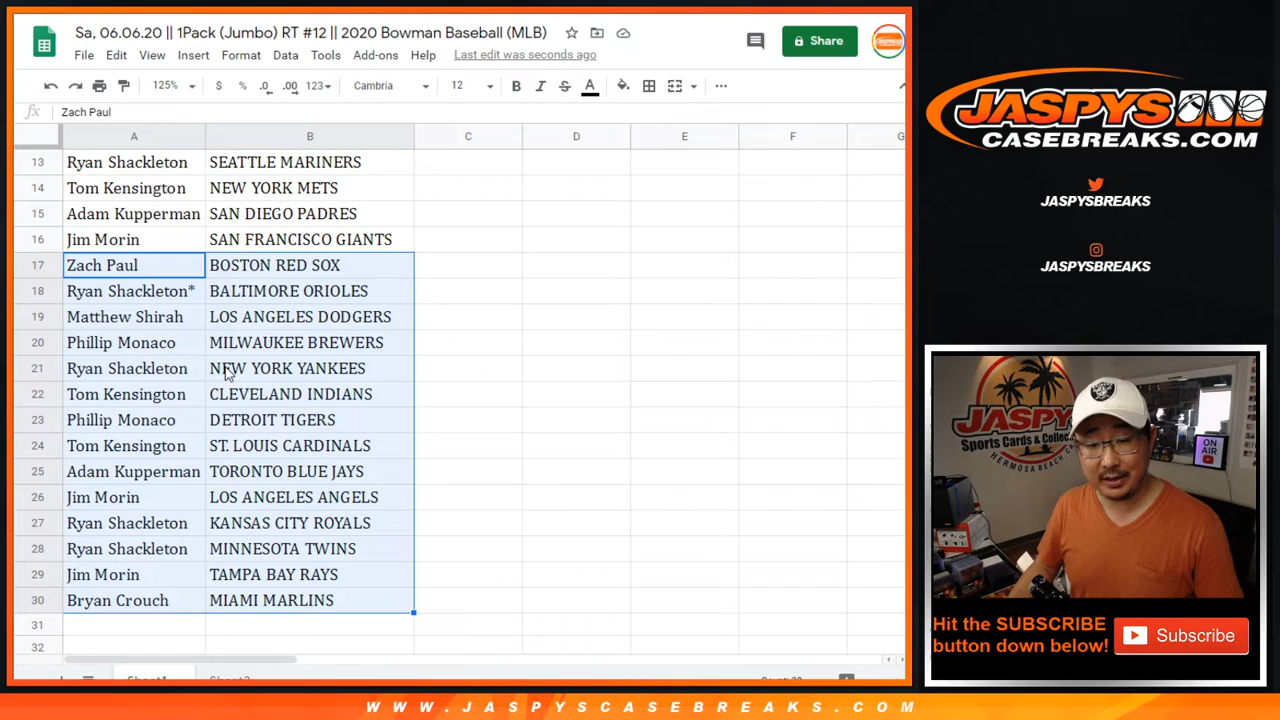 Sa, 06.06.20 || 1Pack (Jumbo) RT #12 || 2020 Bowman Baseball (MLB)
File Edit View Insert Format Data Tools Add-ons Help Last edit was seconds ago
Share
125% $ % .0 .00 123 Cambria 12 B I S A
fx Zach Paul
A B C D E F G
13 Ryan Shackleton SEATTLE MARINERS
14 Tom Kensington NEW YORK METS
15 Adam Kupperman SAN DIEGO PADRES
16 Jim Morin SAN FRANCISCO GIANTS
17 Zach Paul BOSTON RED SOX
18 Ryan Shackleton* BALTIMORE ORIOLES
19 Matthew Shirah LOS ANGELES DODGERS
20 Phillip Monaco MILWAUKEE BREWERS
21 Ryan Shackleton NEW YORK YANKEES
22 Tom Kensington CLEVELAND INDIANS
23 Phillip Monaco DETROIT TIGERS
24 Tom Kensington ST. LOUIS CARDINALS
25 Adam Kupperman TORONTO BLUE JAYS
26 Jim Morin LOS ANGELES ANGELS
27 Ryan Shackleton KANSAS CITY ROYALS
28 Ryan Shackleton MINNESOTA TWINS
29 Jim Morin TAMPA BAY RAYS
30 Bryan Crouch MIAMI MARLINS
31
32
JASPYS
CASEBREAKS.COM
JASPYSBREAKS
JASPYSBREAKS
JASPYS
Sports Cards & Collec
HERMOSA BEACH,
ON AIR
Hit the SUBSCRIBE
button down below!
Subscribe
WWW.JASPYSCASEBREAKS.COM